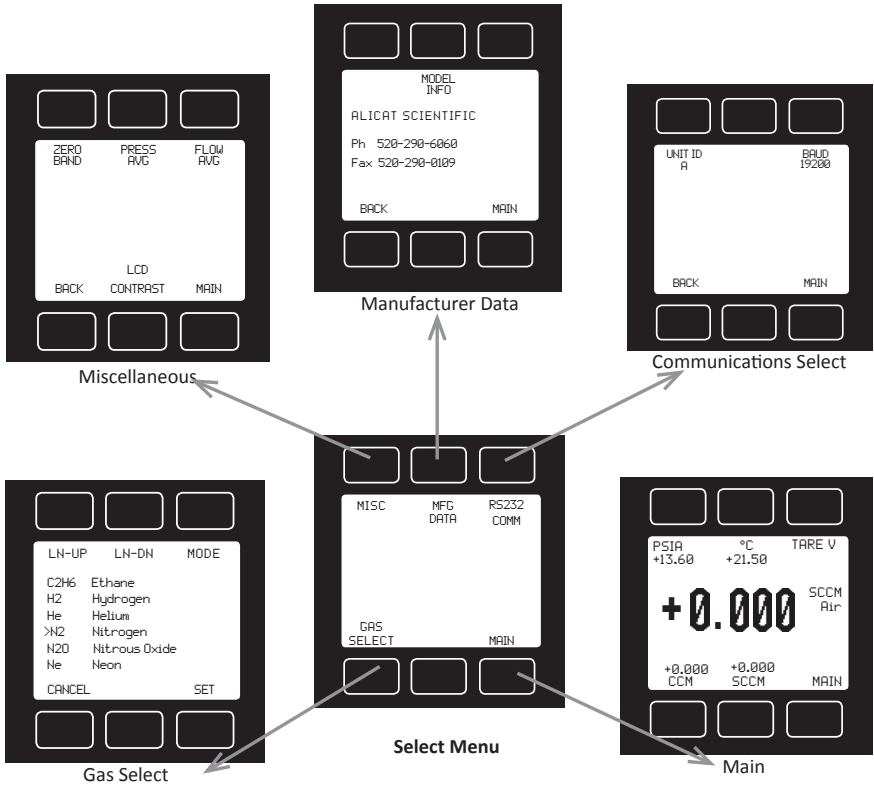 ZERO BAND
PRESS AVG
FLOW AVG
LCD
BACK CONTRAST MAIN
Miscellaneous
MODEL
INFO
ALICAT SCIENTIFIC
Ph 520-290-6060
Fax 520-290-0109
BACK MAIN
Manufacturer Data
UNIT ID
A
BAUD
19200
BACK MAIN
Communications Select
MISC
MFG
DATA
RS232
COMM
GAS
SELECT
MAIN
Select Menu
LN-UP LN-DN MODE
C2H6 Ethane
H2 Hydrogen
He Helium
>N2 Nitrogen
N2O Nitrous Oxide
Ne Neon
CANCEL SET
Gas Select
PSIA
+13.60
°C
+21.50
TARE V
+0.000
SCCM
Air
+0.000
CCM
+0.000
SCCM
MAIN
Main